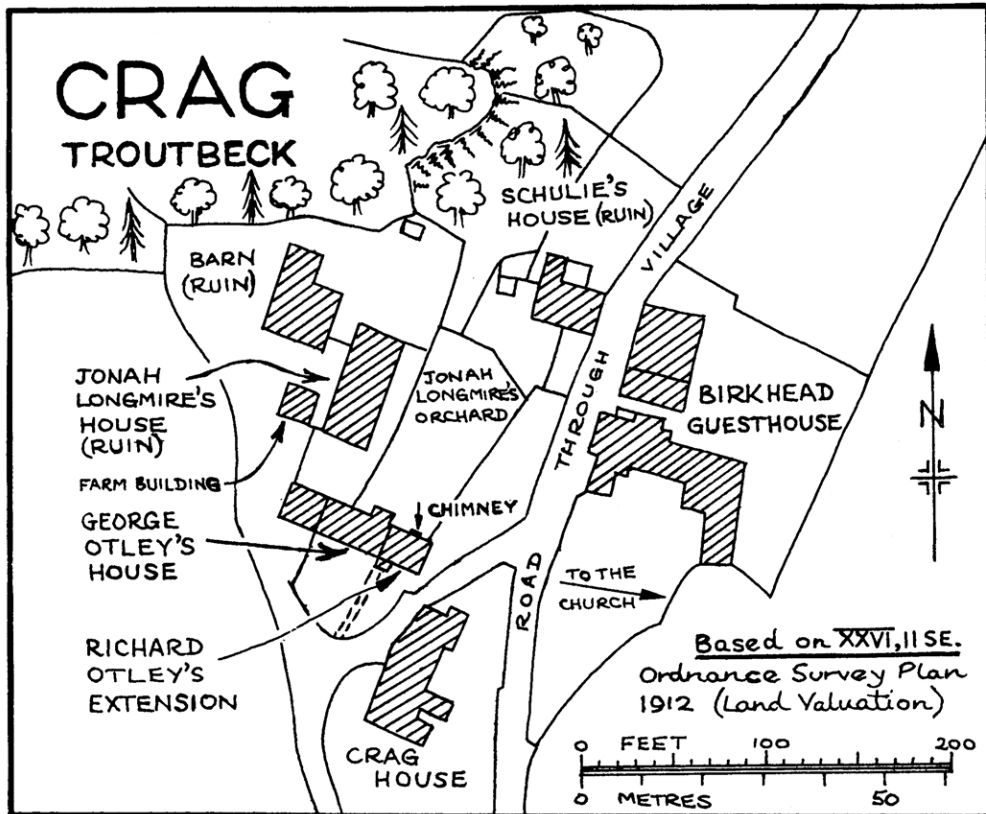 CRAG
TROUTBECK
SCHULIE'S
HOUSE (RUIN)
BARN
(RUIN)
ROAD THROUGH VILLAGE
JONAH
LONGMIRE'S
HOUSE
(RUIN)
JONAH
LONGMIRE'S
ORCHARD
BIRKHEAD
GUESTHOUSE
N
FARM BUILDING
CHIMNEY
GEORGE
OTLEY'S
HOUSE
TO THE
CHURCH
RICHARD
OTLEY'S
EXTENSION
CRAG
HOUSE
Based on XXVI, 11 SE.
Ordnance Survey Plan
1912 (Land Valuation)
0 FEET 100 200
0 METRES 50